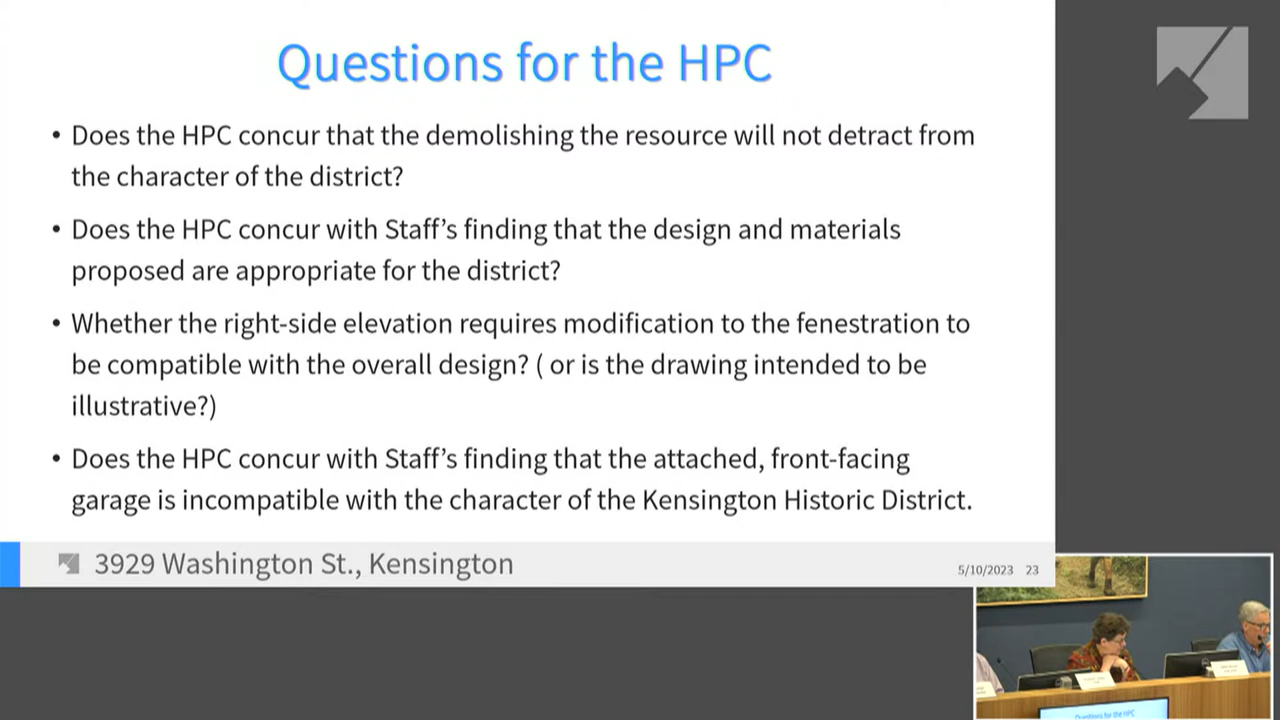 Questions for the HPC
• Does the HPC concur that the demolishing the resource will not detract from
the character of the district?
• Does the HPC concur with Staff’s finding that the design and materials
proposed are appropriate for the district?
• Whether the right-side elevation requires modification to the fenestration to
be compatible with the overall design? ( or is the drawing intended to be
illustrative?)
• Does the HPC concur with Staff’s finding that the attached, front-facing
garage is incompatible with the character of the Kensington Historic District.
3929 Washington St., Kensington
5/10/2023 23
Questions for the HPC